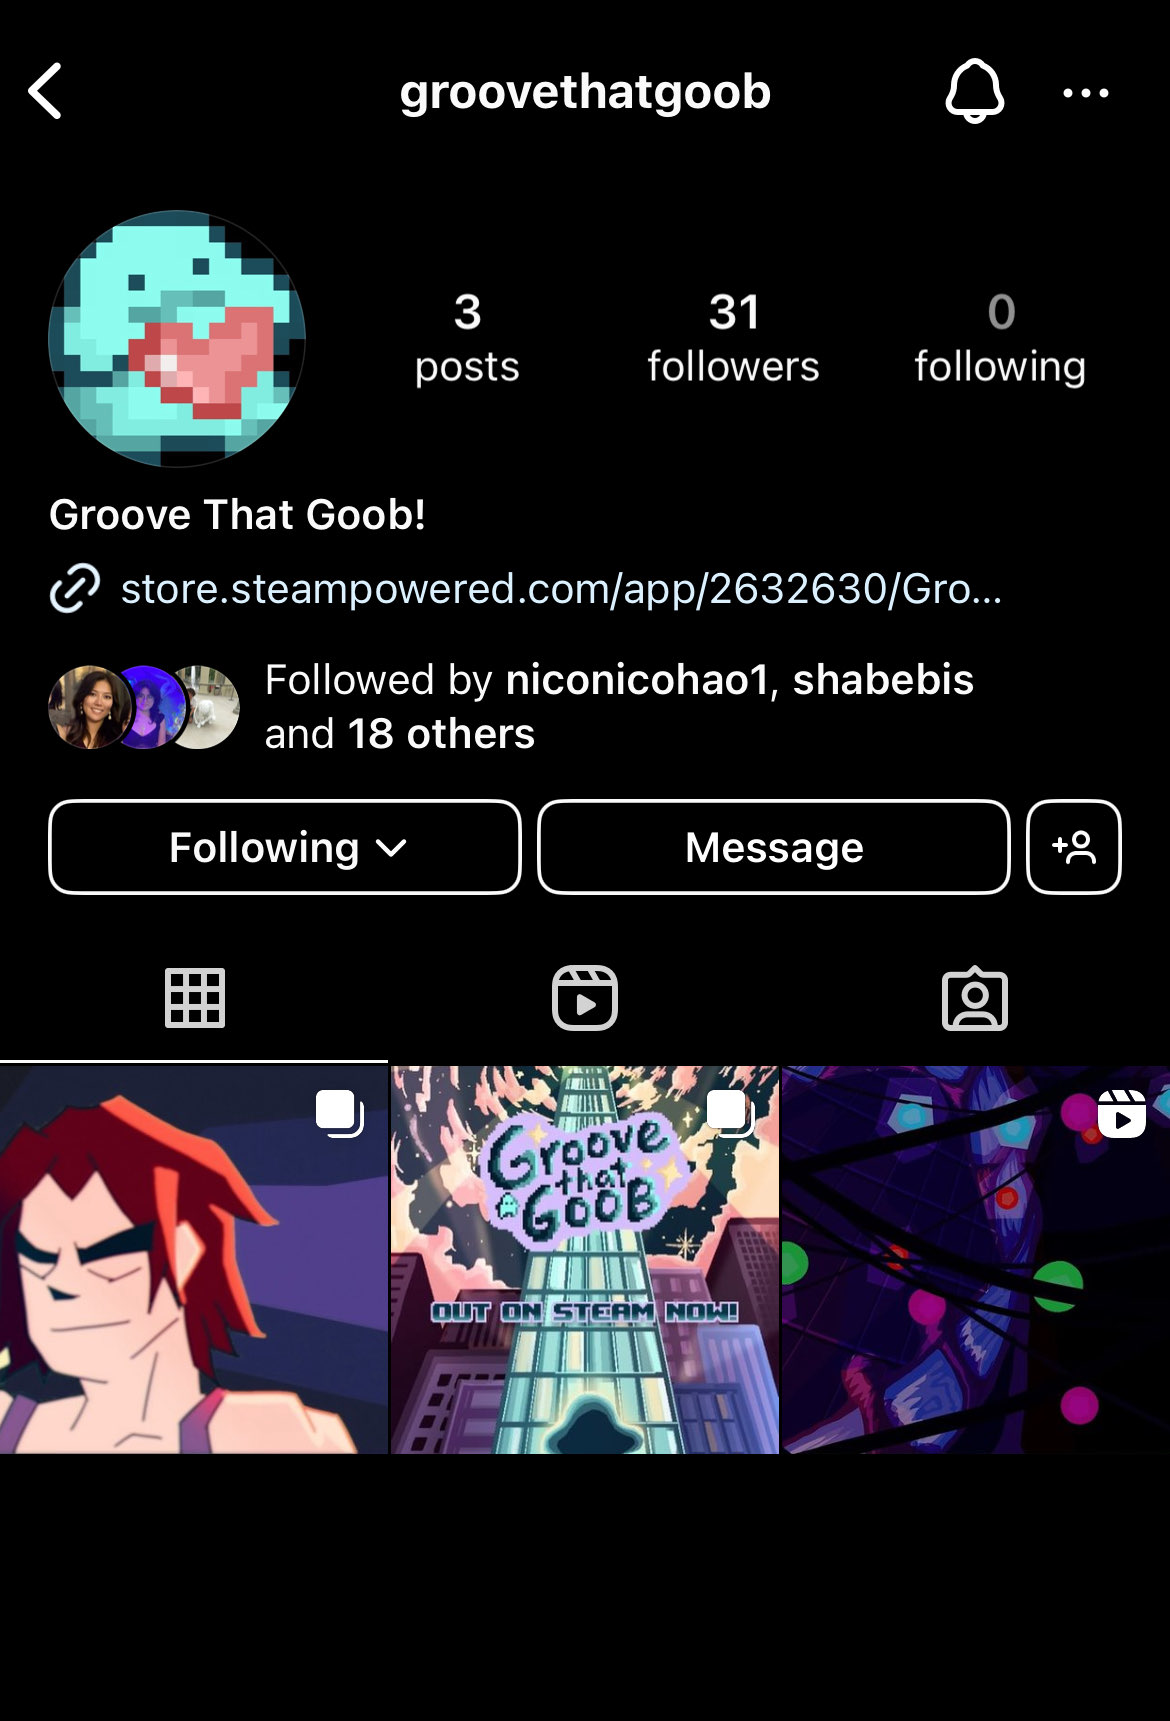 groovethatgoob
3
posts
31
followers
0
following
Groove That Goob!
store.steampowered.com/app/2632630/Gro...
Followed by niconicohao1, shabebis
and 18 others
Following
Message
Groove
that
GOOB
OUT ON STEAM NOW!